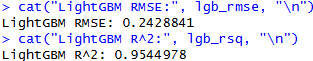 > cat("LightGBM RMSE:", lgb_rmse, "\n")
LightGBM RMSE: 0.2428841
> cat("LightGBM R^2:", lgb_rsq, "\n")
LightGBM R^2: 0.9544978